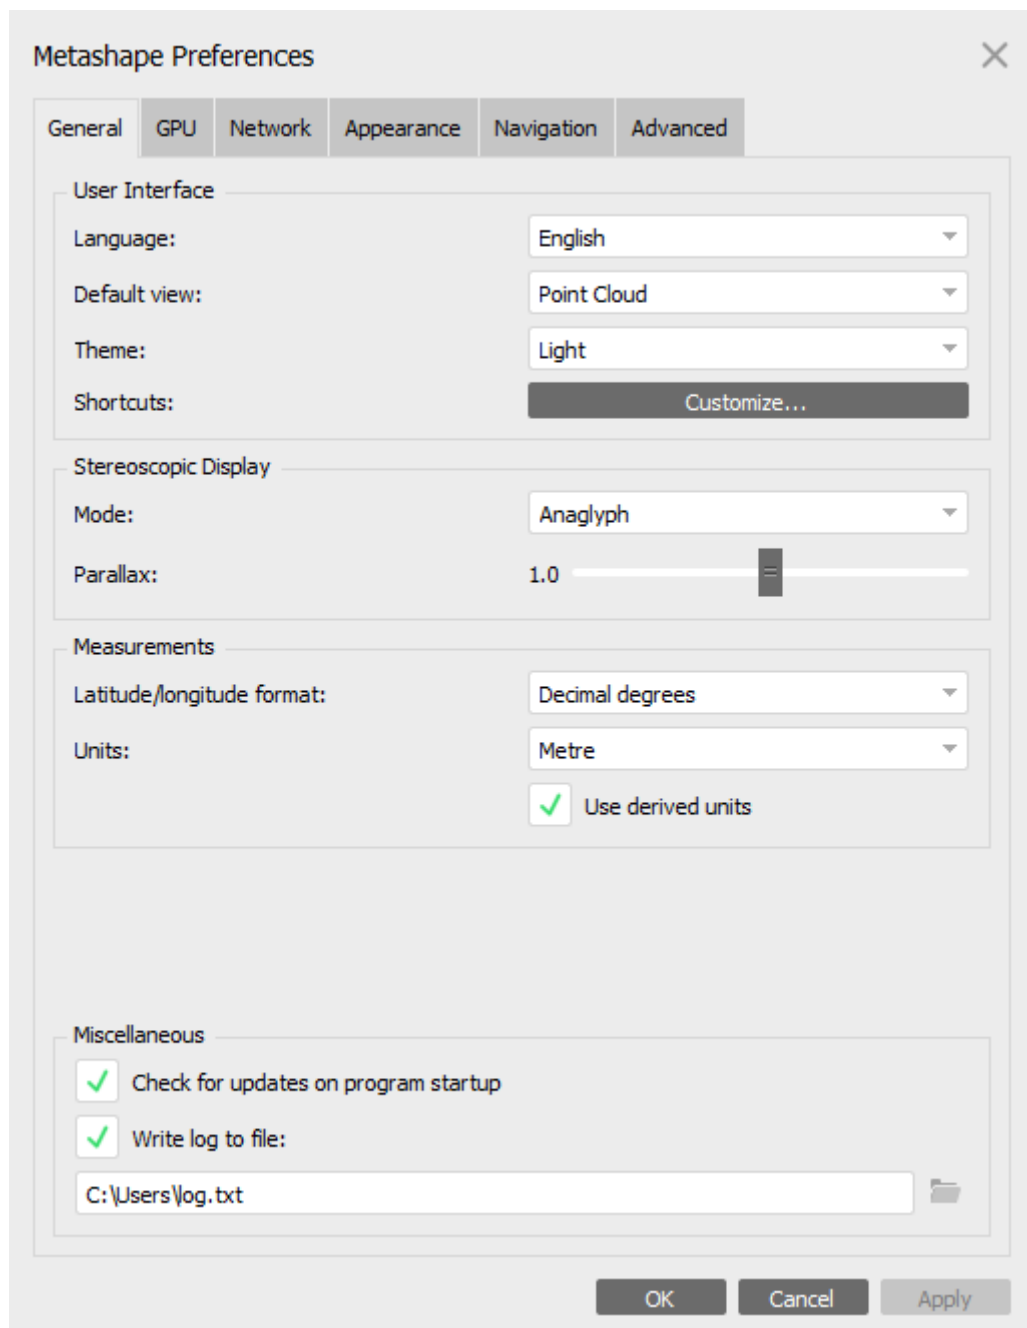 Metashape Preferences
General GPU Network Appearance Navigation Advanced
User Interface
Language: English
Default view: Point Cloud
Theme: Light
Shortcuts: Customize...
Stereoscopic Display
Mode: Anaglyph
Parallax: 1.0
Measurements
Latitude/longitude format: Decimal degrees
Units: Metre
Use derived units
Miscellaneous
Check for updates on program startup
Write log to file:
C:\Users\log.txt
OK Cancel Apply